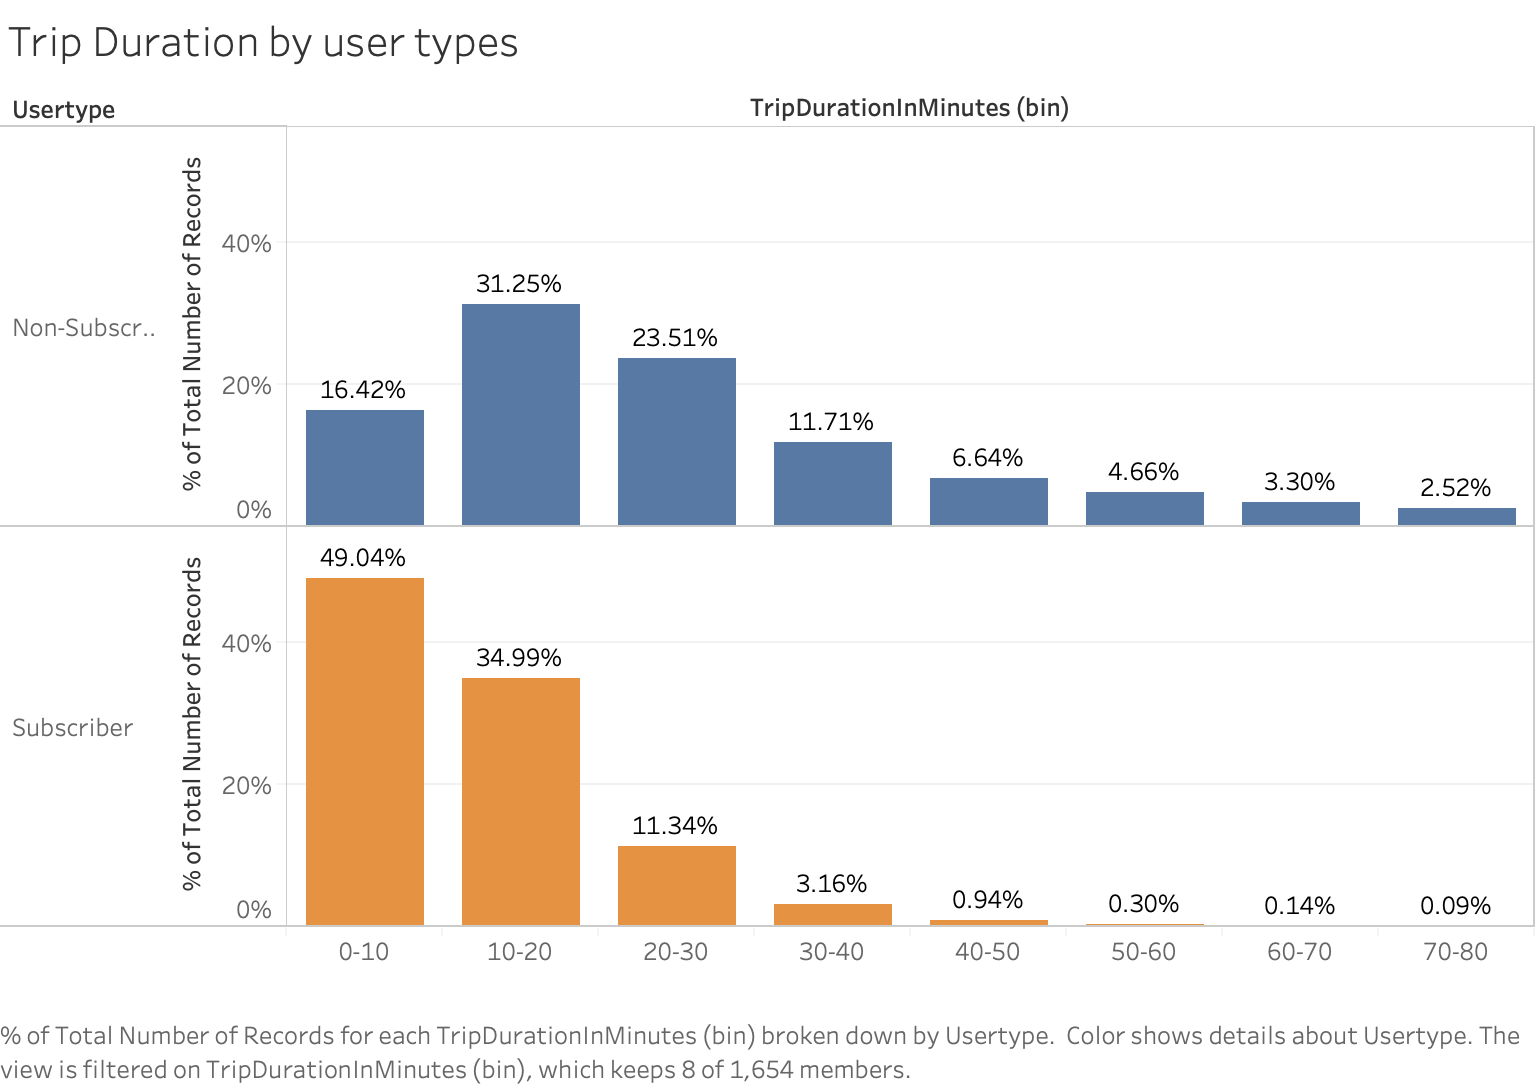 Trip Duration by user types
Usertype
TripDurationInMinutes (bin)
Non-Subscr..
% of Total Number of Records
40%
20%
0%
16.42%
31.25%
23.51%
11.71%
6.64%
4.66%
3.30%
2.52%
Subscriber
% of Total Number of Records
40%
20%
0%
49.04%
34.99%
11.34%
3.16%
0.94%
0.30%
0.14%
0.09%
0-10 10-20 20-30 30-40 40-50 50-60 60-70 70-80
% of Total Number of Records for each TripDurationInMinutes (bin) broken down by Usertype.  Color shows details about Usertype. The
view is filtered on TripDurationInMinutes (bin), which keeps 8 of 1,654 members.